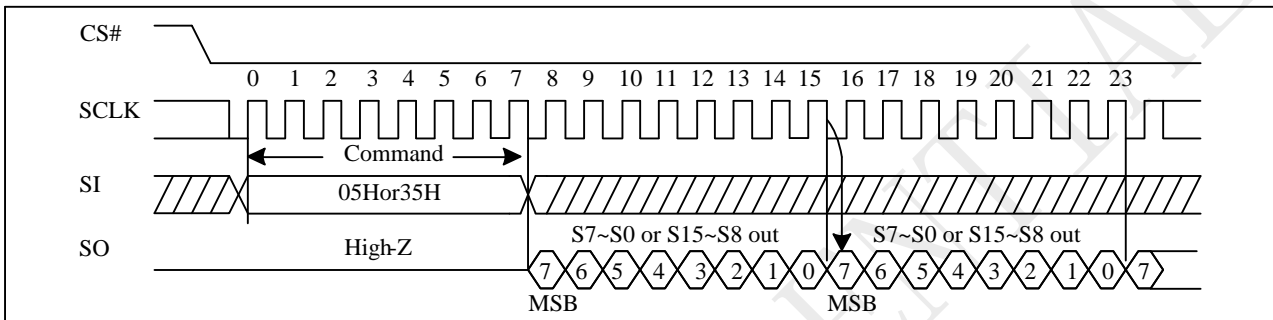 CS#
0 1 2 3 4 5 6 7 8 9 10 11 12 13 14 15 16 17 18 19 20 21 22 23
SCLK
Command
SI
05Hor35H
S7~S0 or S15~S8 out S7~S0 or S15~S8 out
SO
High-Z
7 6 5 4 3 2 1 0 7 6 5 4 3 2 1 0 7
MSB MSB